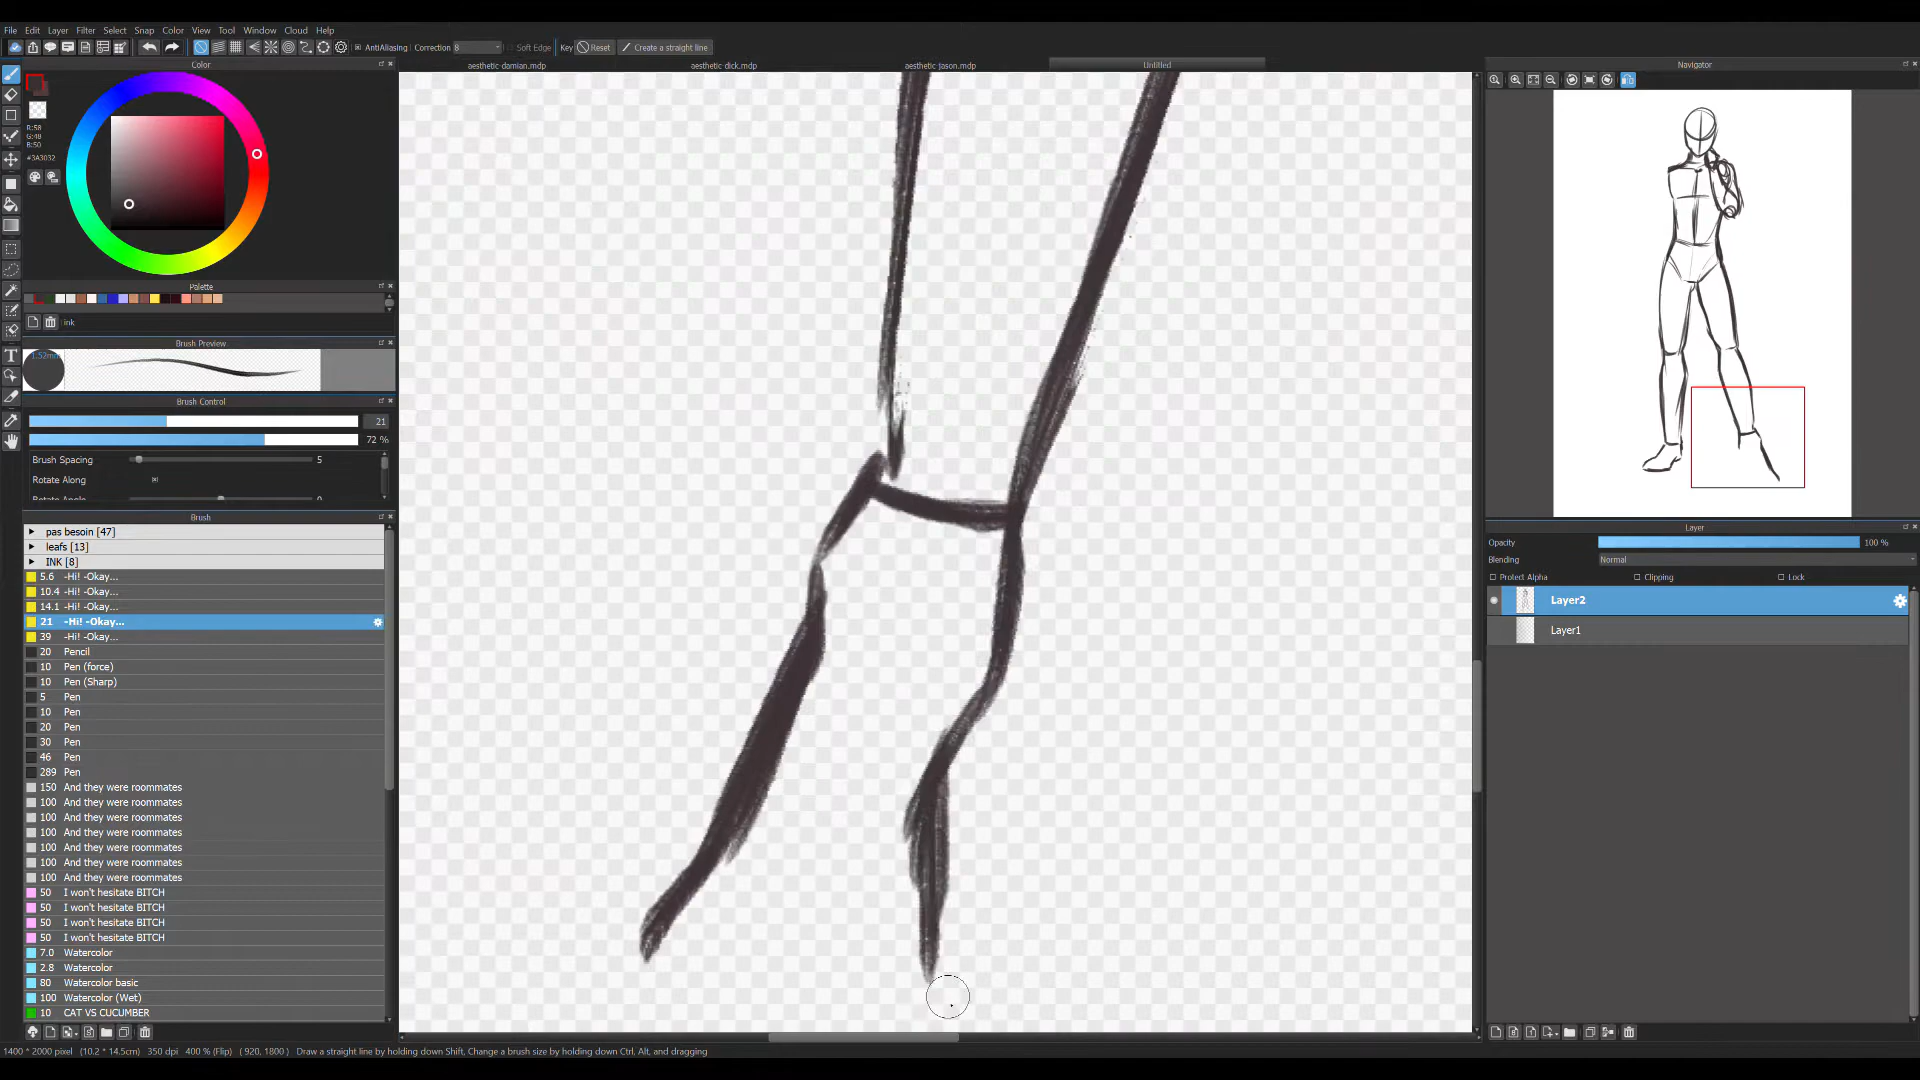 File Edit Layer Filter Select Snap Color View Tool Window Cloud Help
AntiAliasing Correction 8 Soft Edge Key Reset Create a straight line
Color
aesthetic-damian.mdp aesthetic dick.mdp aesthetic jason.mdp Untitled
Navigator
R:58
G:48
B:50
#3A3032
Palette
ink
Brush Preview
1.52mm
Brush Control
21
72 %
Brush Spacing 5
Rotate Along
Rotate Angle 0
Brush
pas besoin [47]
leafs [13]
INK [8]
5.6 -Hi! -Okay...
10.4 -Hi! -Okay...
14.1 -Hi! -Okay...
21 -Hi! -Okay...
39 -Hi! -Okay...
20 Pencil
10 Pen (force)
10 Pen (Sharp)
5 Pen
10 Pen
20 Pen
30 Pen
46 Pen
289 Pen
150 And they were roommates
100 And they were roommates
100 And they were roommates
100 And they were roommates
100 And they were roommates
100 And they were roommates
100 And they were roommates
50 I won't hesitate BITCH
50 I won't hesitate BITCH
50 I won't hesitate BITCH
50 I won't hesitate BITCH
7.0 Watercolor
2.8 Watercolor
80 Watercolor basic
100 Watercolor (Wet)
10 CAT VS CUCUMBER
Layer
Opacity 100 %
Blending Normal
Protect Alpha Clipping Lock
Layer2
Layer1
1400 * 2000 pixel (10.2 * 14.5cm) 350 dpi 400 % (Flip) ( 920, 1800 ) Draw a straight line by holding down Shift, Change a brush size by holding down Ctrl, Alt, and dragging